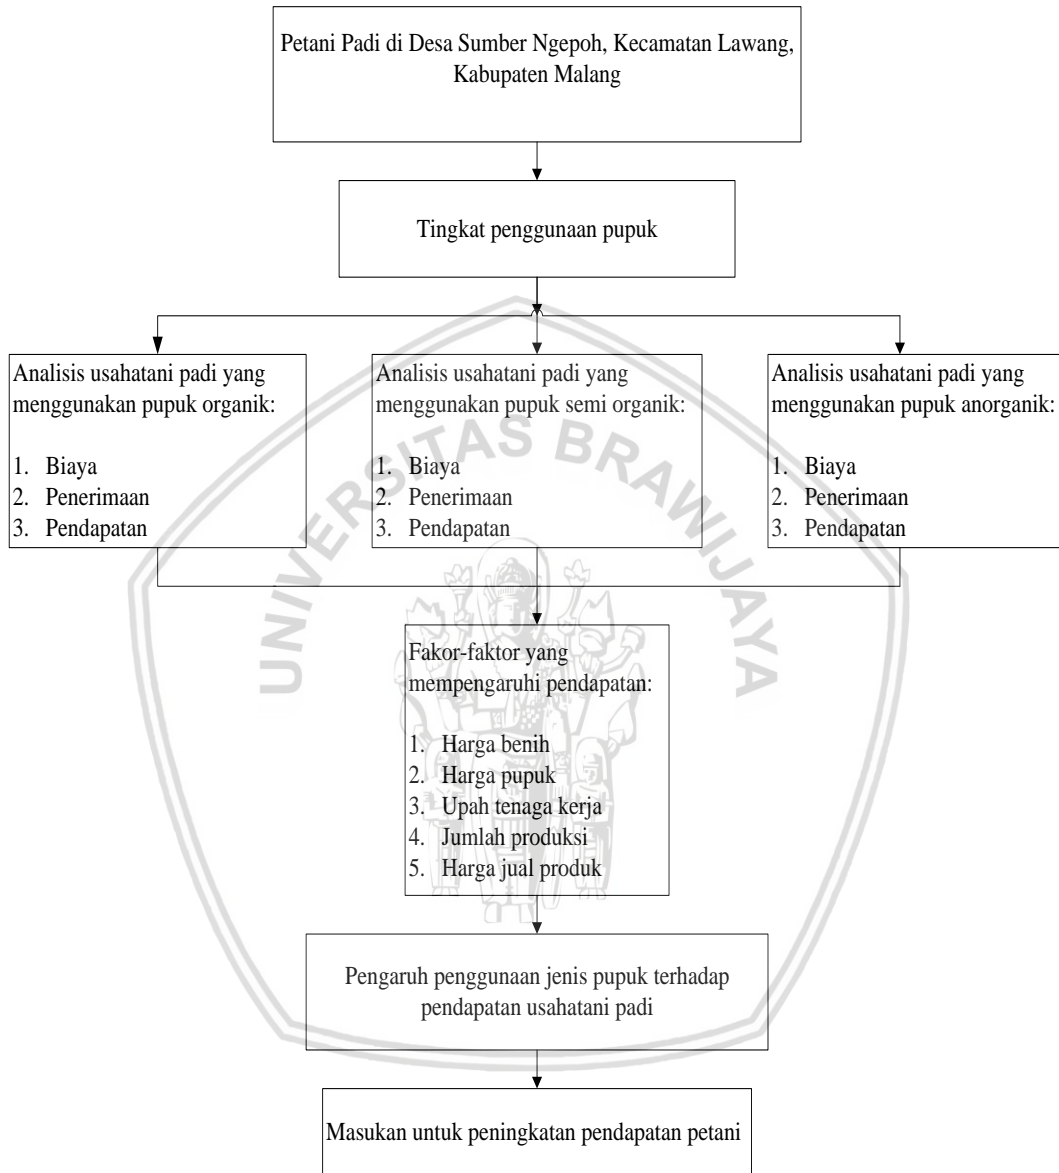 Petani Padi di Desa Sumber Ngepoh, Kecamatan Lawang,
Kabupaten Malang
Tingkat penggunaan pupuk
Analisis usahatani padi yang
menggunakan pupuk organik:
1. Biaya
2. Penerimaan
3. Pendapatan
Analisis usahatani padi yang
menggunakan pupuk semi organik:
1. Biaya
2. Penerimaan
3. Pendapatan
Analisis usahatani padi yang
menggunakan pupuk anorganik:
1. Biaya
2. Penerimaan
3. Pendapatan
UNIVERSITAS BRAWIJAYA
Fakor-faktor yang
mempengaruhi pendapatan:
1. Harga benih
2. Harga pupuk
3. Upah tenaga kerja
4. Jumlah produksi
5. Harga jual produk
Pengaruh penggunaan jenis pupuk terhadap
pendapatan usahatani padi
Masukan untuk peningkatan pendapatan petani